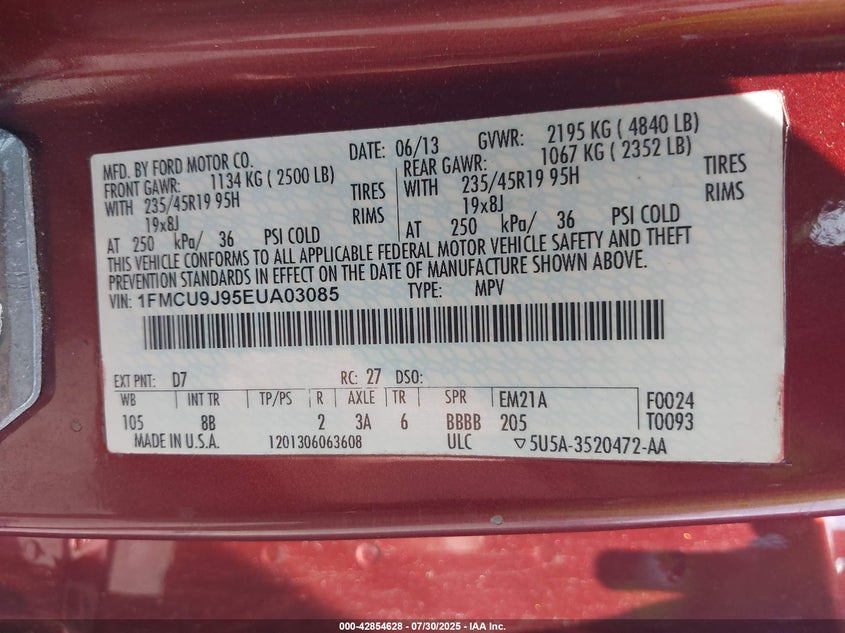 MFD. BY FORD MOTOR CO. DATE: 06/13 GVWR: 2195 KG ( 4840 LB)
FRONT GAWR: 1134 KG ( 2500 LB) REAR GAWR: 1067 KG ( 2352 LB)
WITH 235/45R19 95H TIRES WITH 235/45R19 95H TIRES
19x8J RIMS 19x8J RIMS
AT 250 kPa/ 36 PSI COLD AT 250 kPa/ 36 PSI COLD
THIS VEHICLE CONFORMS TO ALL APPLICABLE FEDERAL MOTOR VEHICLE SAFETY AND THEFT
PREVENTION STANDARDS IN EFFECT ON THE DATE OF MANUFACTURE SHOWN ABOVE.
VIN: 1FMCU9J95EUA03085 TYPE: MPV
EXT PNT: D7 RC: 27 DSO:
WB INT TR TP/PS R AXLE TR SPR EM21A F0024
105 8B 2 3A 6 BBBB 205 T0093
MADE IN U.S.A. 1201306063608 ULC ▽5U5A-3520472-AA
000-42854628 - 07/30/2025 - IAA Inc.